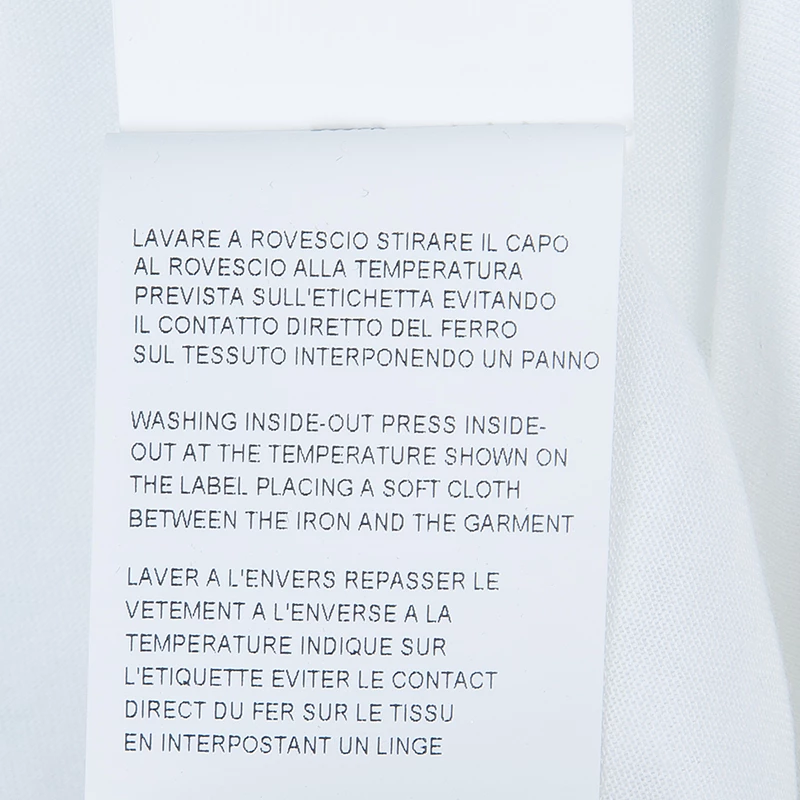 LAVARE A ROVESCIO STIRARE IL CAPO
AL ROVESCIO ALLA TEMPERATURA
PREVISTA SULL'ETICHETTA EVITANDO
IL CONTATTO DIRETTO DEL FERRO
SUL TESSUTO INTERPONENDO UN PANNO
WASHING INSIDE-OUT PRESS INSIDE-
OUT AT THE TEMPERATURE SHOWN ON
THE LABEL PLACING A SOFT CLOTH
BETWEEN THE IRON AND THE GARMENT
LAVER A L'ENVERS REPASSER LE
VETEMENT A L'ENVERSE A LA
TEMPERATURE INDIQUE SUR
L'ETIQUETTE EVITER LE CONTACT
DIRECT DU FER SUR LE TISSU
EN INTERPOSTANT UN LINGE